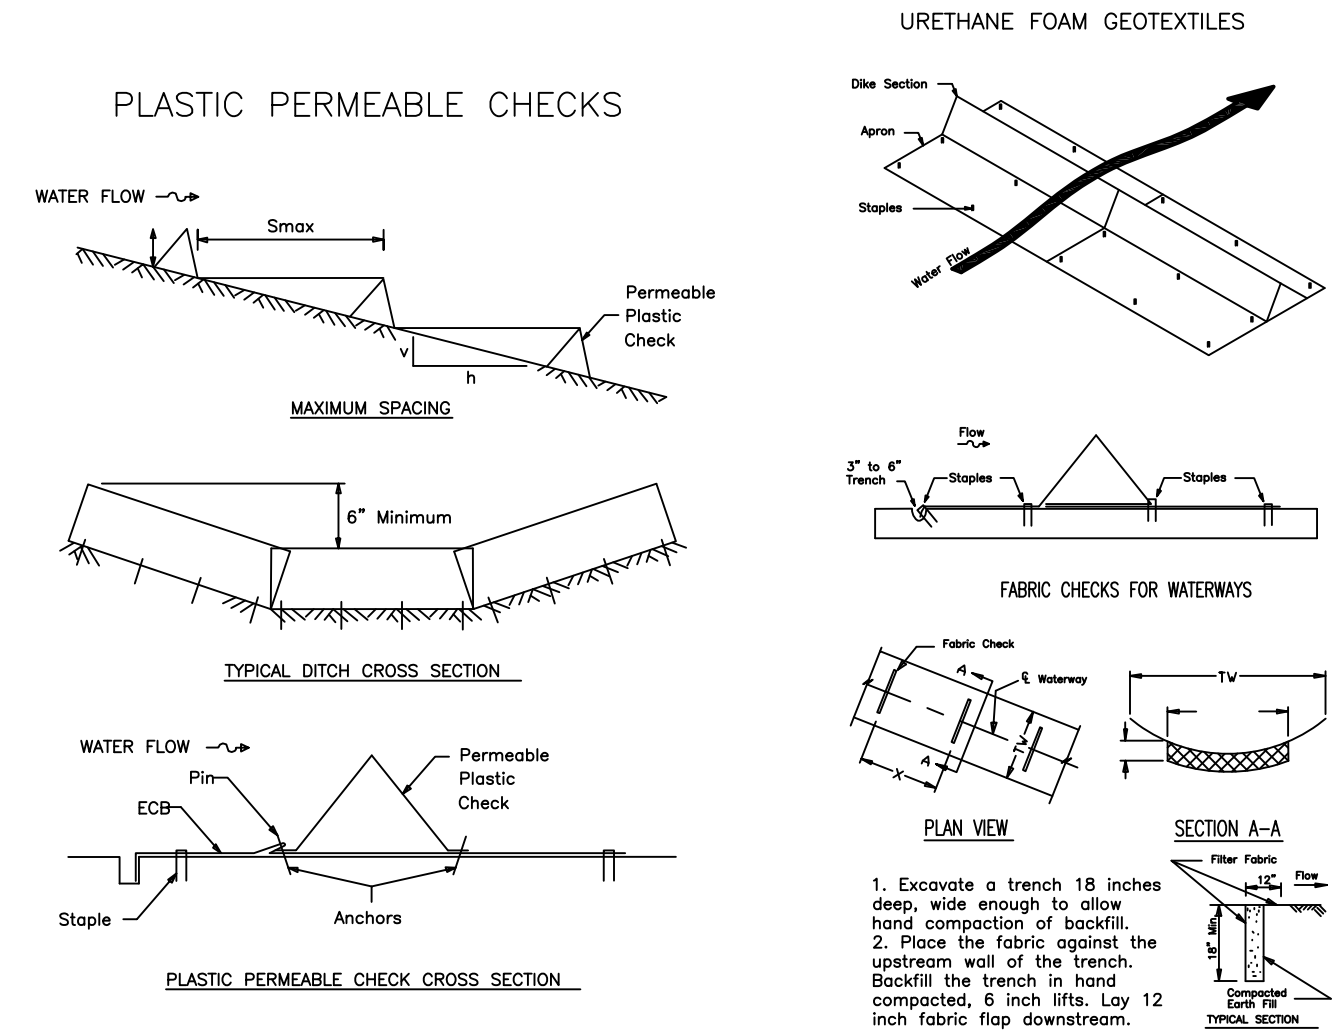 PLASTIC PERMEABLE CHECKS
WATER FLOW
Smax
Permeable
Plastic
Check
v
h
MAXIMUM SPACING
6" Minimum
TYPICAL DITCH CROSS SECTION
WATER FLOW
Pin
ECB
Permeable
Plastic
Check
Staple
Anchors
PLASTIC PERMEABLE CHECK CROSS SECTION
URETHANE FOAM GEOTEXTILES
Dike Section
Apron
Staples
Water Flow
Flow
3" to 6"
Trench
Staples
Staples
FABRIC CHECKS FOR WATERWAYS
Fabric Check
A
℄ Waterway
TW
A
X
PLAN VIEW
TW
SECTION A-A
1. Excavate a trench 18 inches
deep, wide enough to allow
hand compaction of backfill.
2. Place the fabric against the
upstream wall of the trench.
Backfill the trench in hand
compacted, 6 inch lifts. Lay 12
inch fabric flap downstream.
Filter Fabric
12"
Flow
18" Min.
Compacted
Earth Fill
TYPICAL SECTION